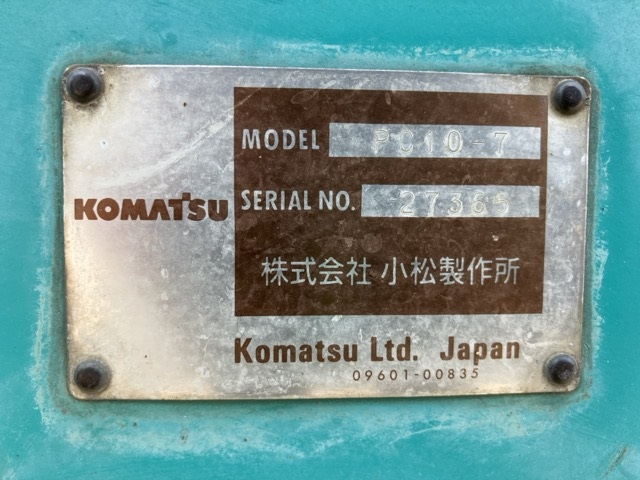 KOMATSU
MODEL PC10-7
SERIAL NO. 27365
株式会社 小松製作所
Komatsu Ltd. Japan
09601-00835